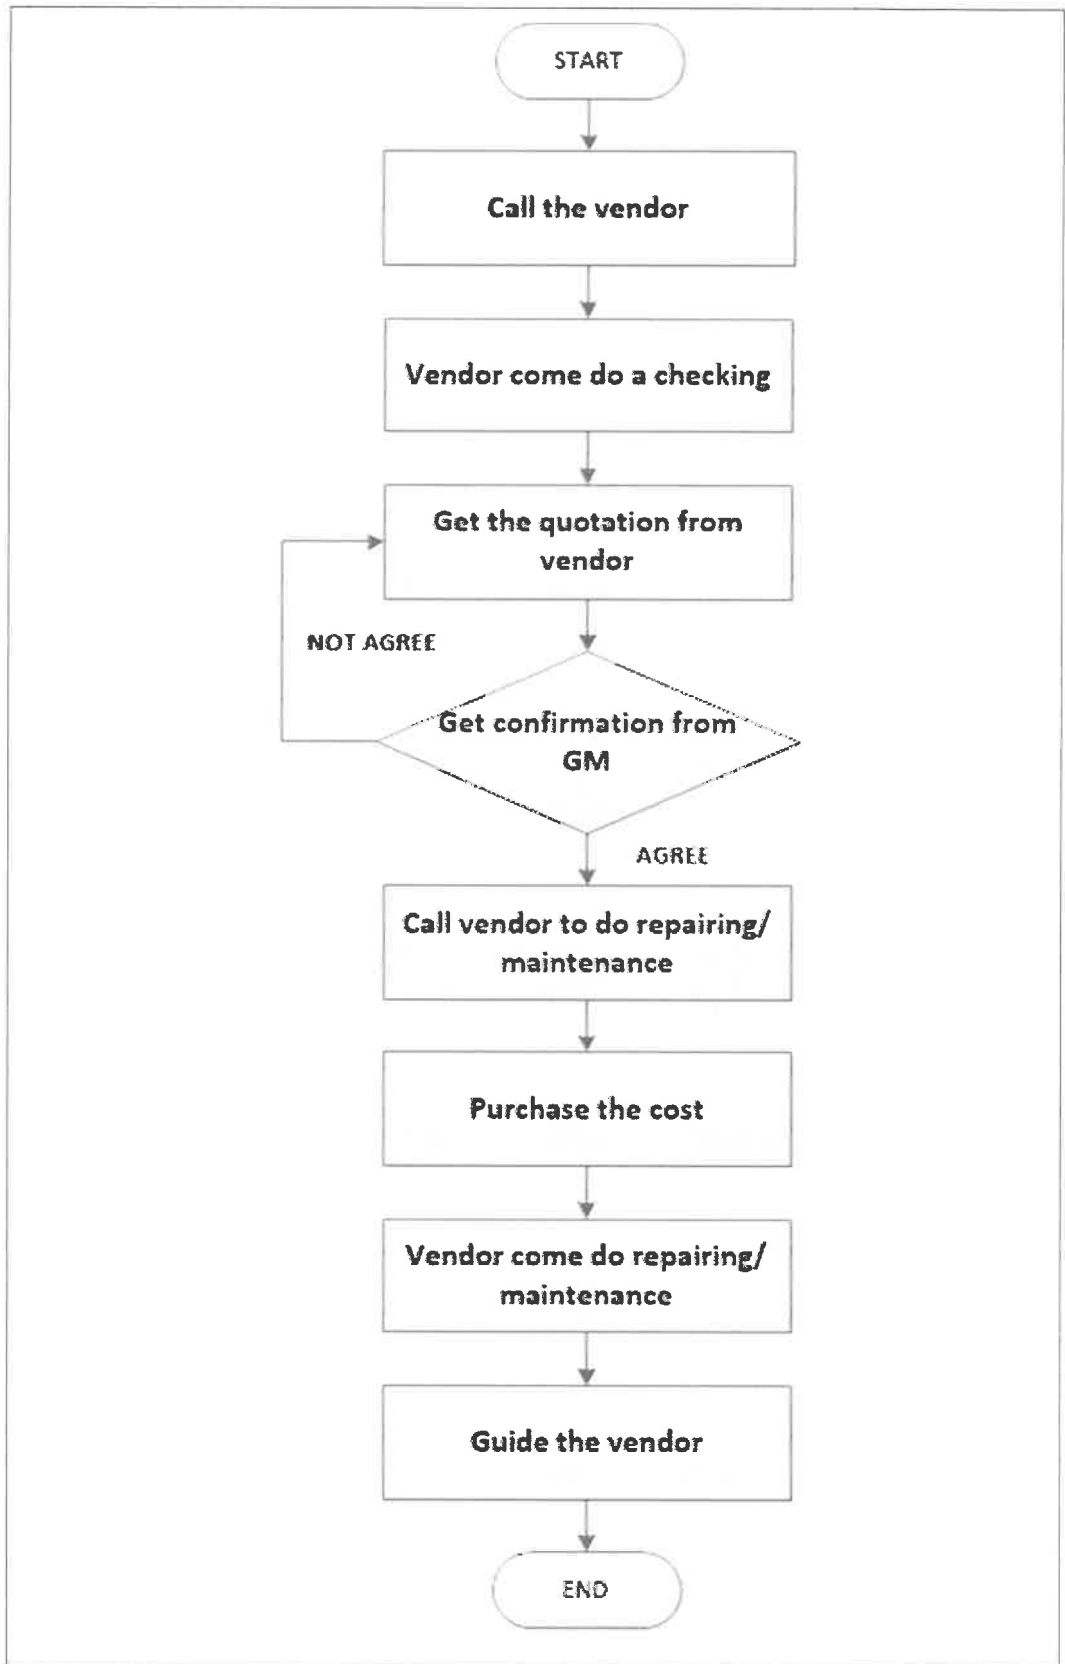 START
Call the vendor
Vendor come do a checking
Get the quotation from
vendor
NOT AGREE
Get confirmation from
GM
AGREE
Call vendor to do repairing/
maintenance
Purchase the cost
Vendor come do repairing/
maintenance
Guide the vendor
END